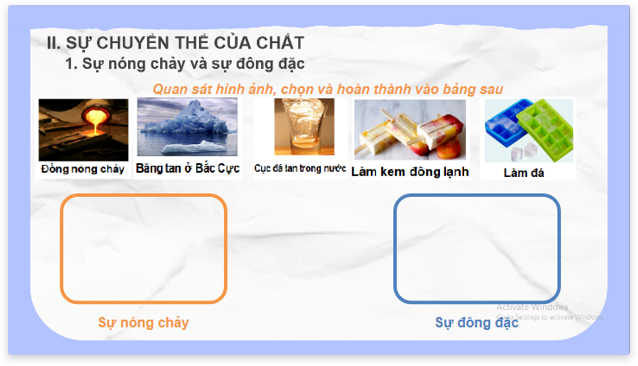 II. SỰ CHUYỂN THỂ CỦA CHẤT
1. Sự nóng chảy và sự đông đặc
Quan sát hình ảnh, chọn và hoàn thành vào bảng sau
Đồng nóng chảy
Băng tan ở Bắc Cực
Cục đá tan trong nước
Làm kem đông lạnh
Làm đá
Activate Windows
Go to Settings to activate Windows.
Sự nóng chảy
Sự đông đặc